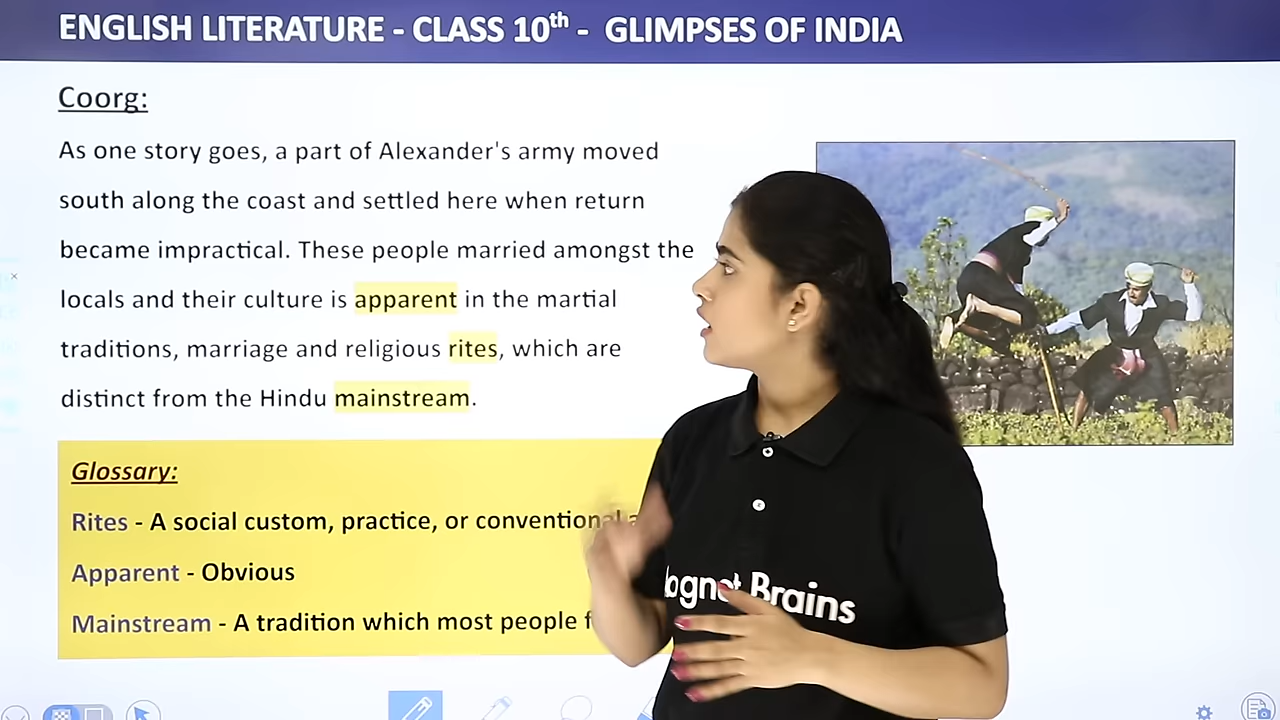 ENGLISH LITERATURE - CLASS 10th - GLIMPSES OF INDIA
Coorg:
As one story goes, a part of Alexander's army moved
south along the coast and settled here when return
became impractical. These people married amongst the
locals and their culture is apparent in the martial
traditions, marriage and religious rites, which are
distinct from the Hindu mainstream.
Glossary:
Rites - A social custom, practice, or conventional
Apparent - Obvious
Mainstream - A tradition which most people
Brains